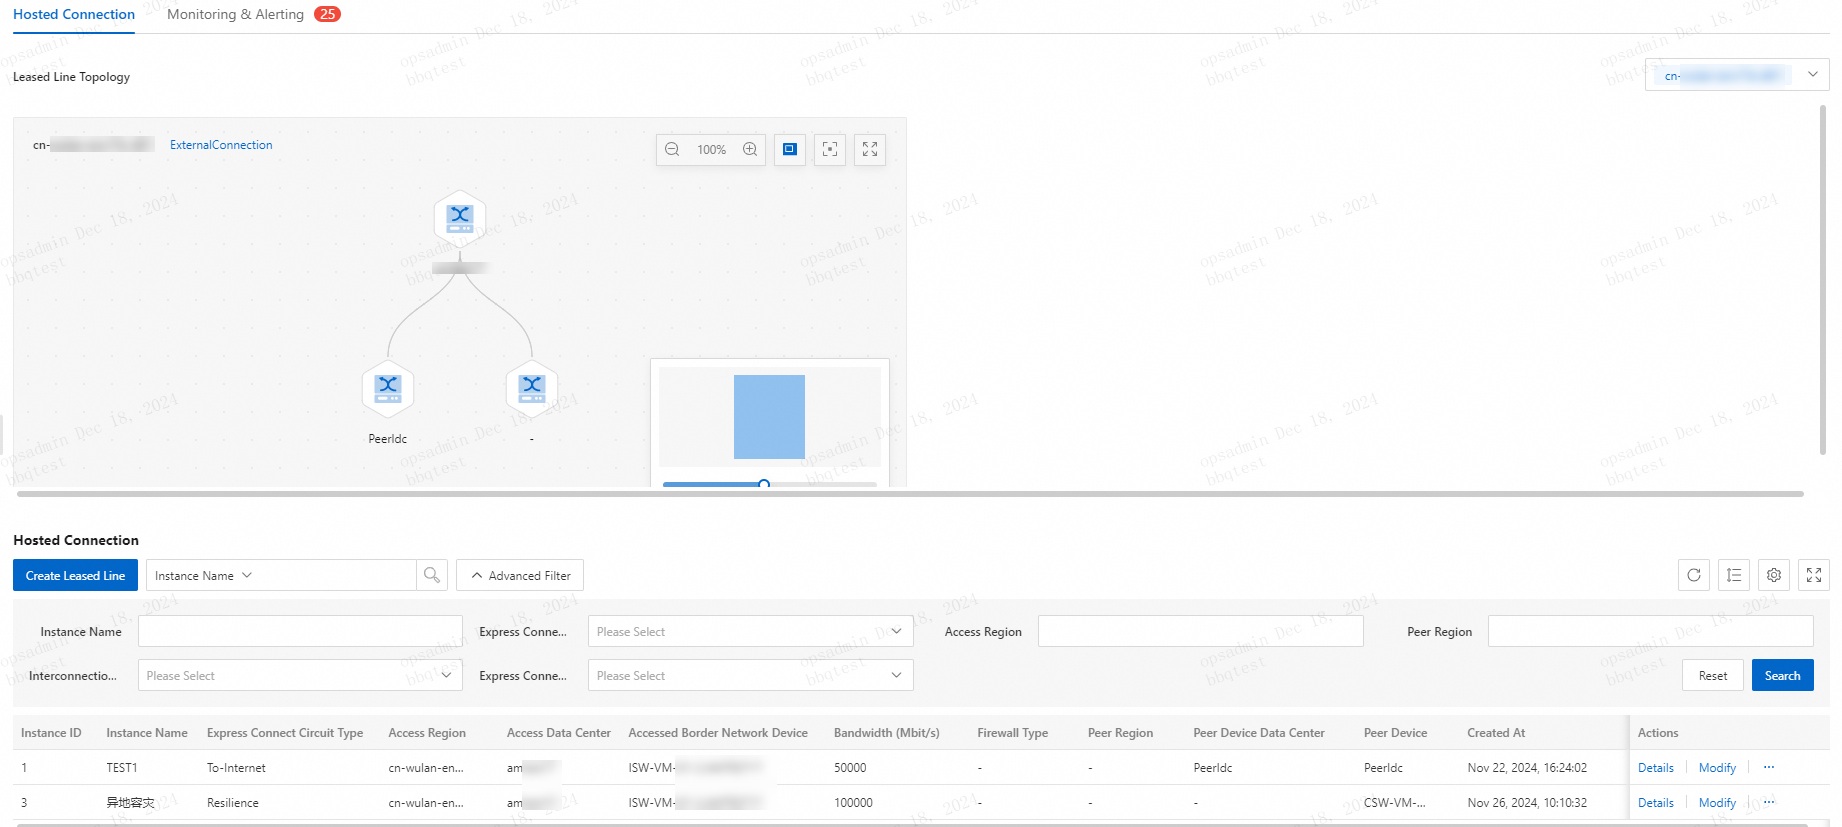 Hosted Connection Monitoring & Alerting 25
Leased Line Topology
cn-
cn- ExternalConnection
100%
PeerIdc -
Hosted Connection
Create Leased Line Instance Name Advanced Filter
Instance Name Express Conne... Please Select Access Region Peer Region
Interconnectio... Please Select Express Conne... Please Select Reset Search
Instance ID Instance Name Express Connect Circuit Type Access Region Access Data Center Accessed Border Network Device Bandwidth (Mbit/s) Firewall Type Peer Region Peer Device Data Center Peer Device Created At Actions
1 TEST1 To-Internet cn-wulan-en... am ISW-VM- 50000 - - PeerIdc PeerIdc Nov 22, 2024, 16:24:02 Details Modify ...
3 异地容灾 Resilience cn-wulan-en... am ISW-VM- 100000 - - - CSW-VM-... Nov 26, 2024, 10:10:32 Details Modify ...
opsadmin Dec 18, 2024
bbqtest